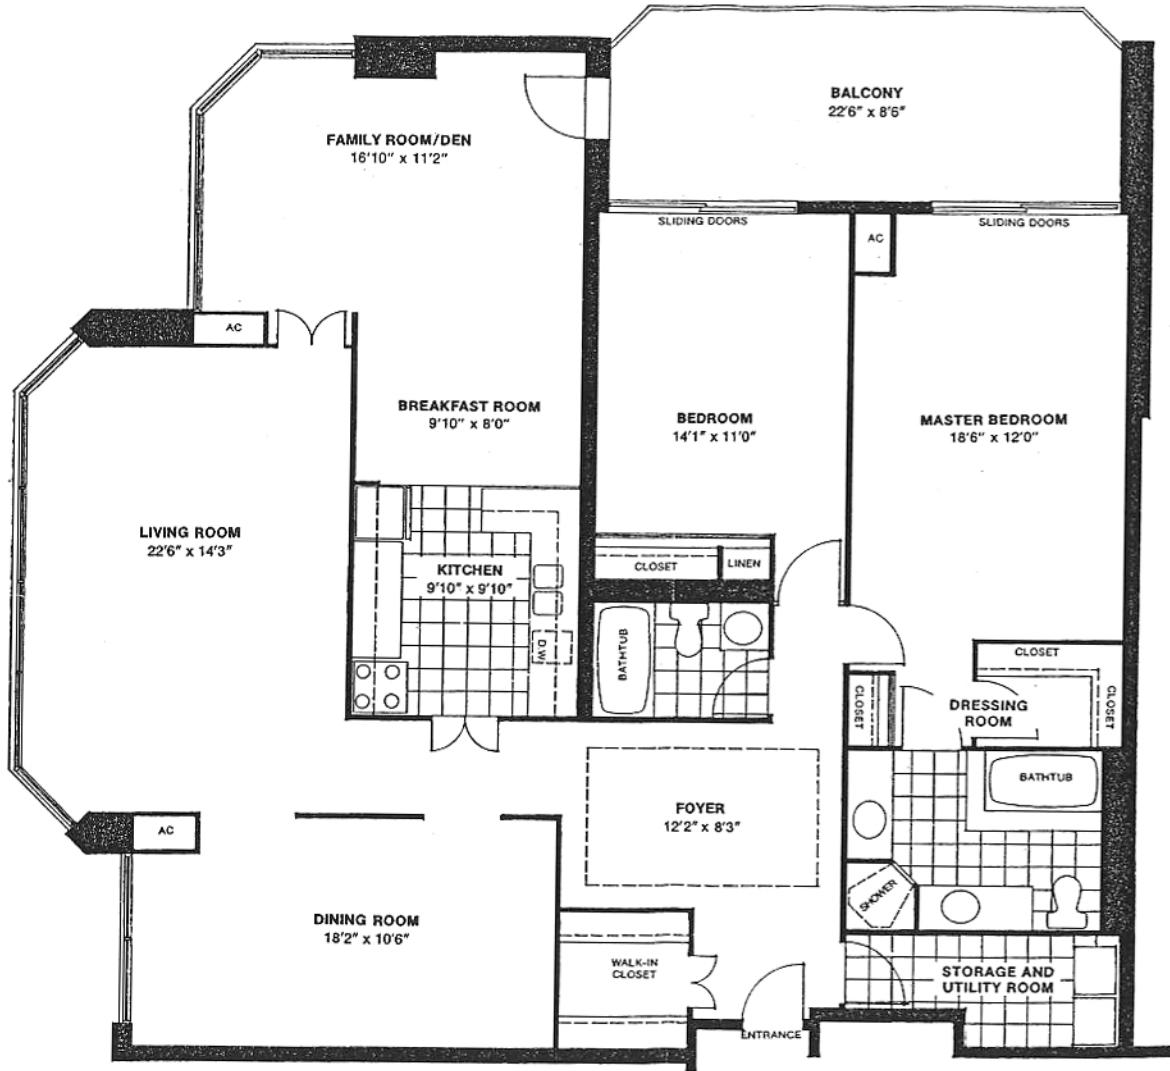 BALCONY
22'6" x 8'6"
FAMILY ROOM/DEN
16'10" x 11'2"
SLIDING DOORS
SLIDING DOORS
AC
AC
BREAKFAST ROOM
9'10" x 8'0"
BEDROOM
14'1" x 11'0"
MASTER BEDROOM
18'6" x 12'0"
LIVING ROOM
22'6" x 14'3"
KITCHEN
9'10" x 9'10"
CLOSET
LINEN
D.W
BATHTUB
CLOSET
CLOSET
CLOSET
DRESSING
ROOM
BATHTUB
FOYER
12'2" x 8'3"
AC
SHOWER
DINING ROOM
18'2" x 10'6"
WALK-IN
CLOSET
STORAGE AND
UTILITY ROOM
ENTRANCE